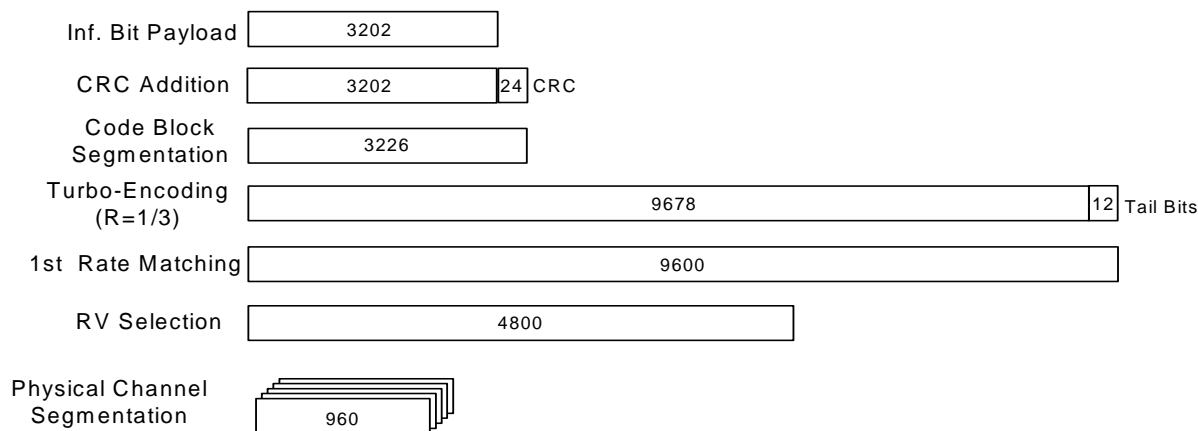 Inf. Bit Payload 3202
CRC Addition 3202 24 CRC
Code Block
Segmentation 3226
Turbo-Encoding
(R=1/3) 9678 12 Tail Bits
1st Rate Matching 9600
RV Selection 4800
Physical Channel
Segmentation 960